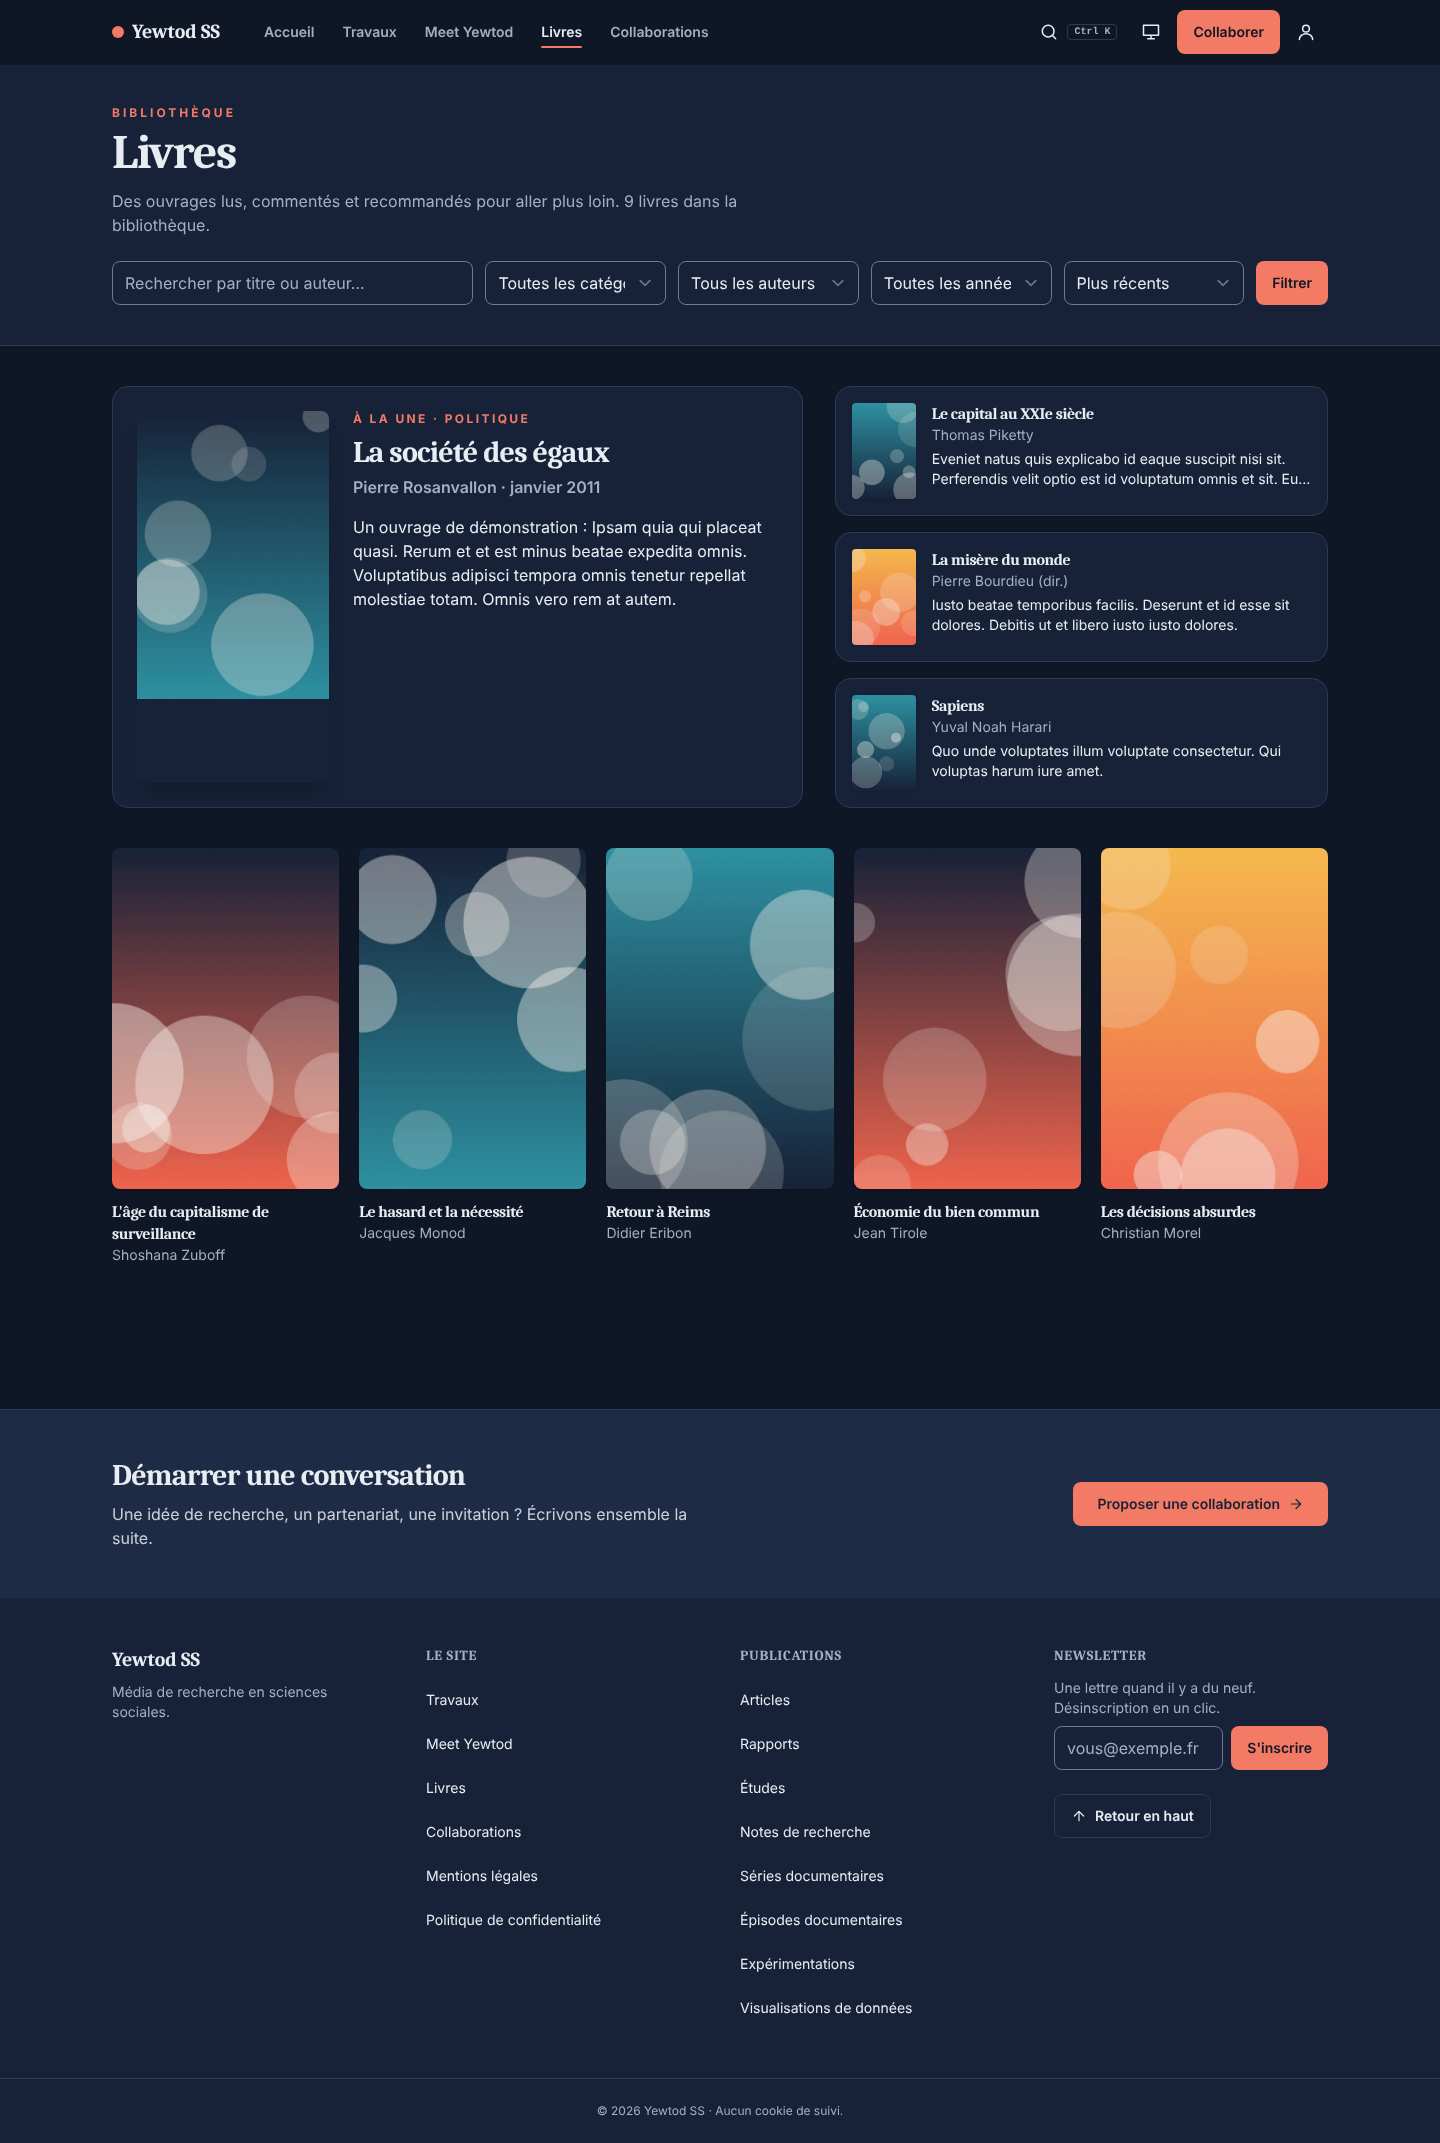 Yewtod SS
Accueil
Travaux
Meet Yewtod
Livres
Collaborations
Ctrl K
Collaborer
BIBLIOTHÈQUE
Livres
Des ouvrages lus, commentés et recommandés pour aller plus loin. 9 livres dans la
bibliothèque.
Rechercher par titre ou auteur...
Toutes les catégo
Tous les auteurs
Toutes les année
Plus récents
Filtrer
À LA UNE · POLITIQUE
La société des égaux
Pierre Rosanvallon · janvier 2011
Un ouvrage de démonstration : Ipsam quia qui placeat
quasi. Rerum et et est minus beatae expedita omnis.
Voluptatibus adipisci tempora omnis tenetur repellat
molestiae totam. Omnis vero rem at autem.
Le capital au XXIe siècle
Thomas Piketty
Eveniet natus quis explicabo id eaque suscipit nisi sit.
Perferendis velit optio est id voluptatum omnis et sit. Eu...
La misère du monde
Pierre Bourdieu (dir.)
Iusto beatae temporibus facilis. Deserunt et id esse sit
dolores. Debitis ut et libero iusto iusto dolores.
Sapiens
Yuval Noah Harari
Quo unde voluptates illum voluptate consectetur. Qui
voluptas harum iure amet.
L'âge du capitalisme de
surveillance
Shoshana Zuboff
Le hasard et la nécessité
Jacques Monod
Retour à Reims
Didier Eribon
Économie du bien commun
Jean Tirole
Les décisions absurdes
Christian Morel
Démarrer une conversation
Une idée de recherche, un partenariat, une invitation ? Écrivons ensemble la
suite.
Proposer une collaboration
Yewtod SS
Média de recherche en sciences
sociales.
LE SITE
Travaux
Meet Yewtod
Livres
Collaborations
Mentions légales
Politique de confidentialité
PUBLICATIONS
Articles
Rapports
Études
Notes de recherche
Séries documentaires
Épisodes documentaires
Expérimentations
Visualisations de données
NEWSLETTER
Une lettre quand il y a du neuf.
Désinscription en un clic.
vous@exemple.fr
S'inscrire
Retour en haut
© 2026 Yewtod SS · Aucun cookie de suivi.